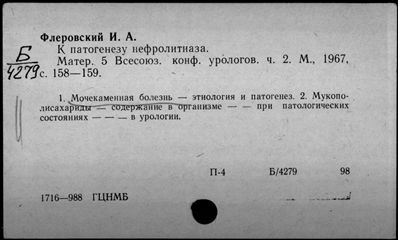 Флеровский И. А.
К патогенезу нефролитиаза.
Матер. 5 Всесоюз. конф. урологов. ч. 2. М., 1967,
с. 158—159.
Б
4279
1. Мочекаменная болезнь — этиология и патогенез. 2. Мукопо-
лисахариды — содержание в организме — — при патологических
состояниях — — — в урологии.
П-4 Б/4279 98
1716—988 ГЦНМБ